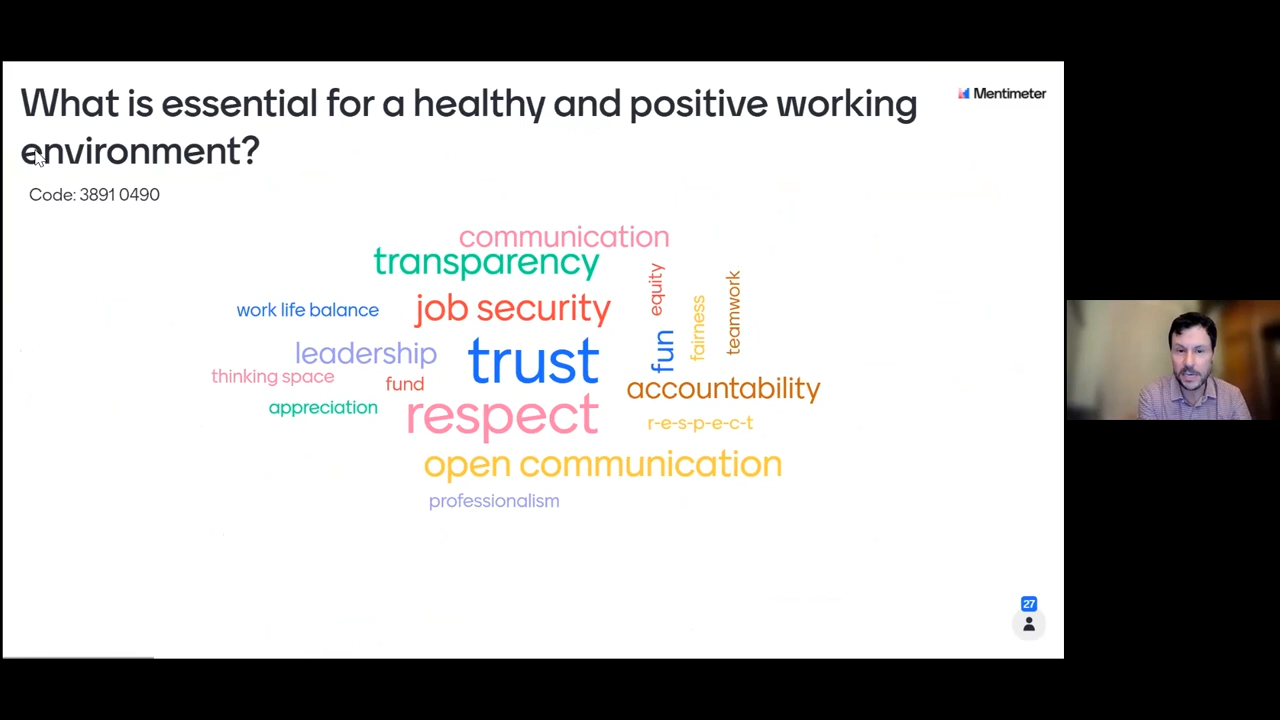 What is essential for a healthy and positive working
environment?
Mentimeter
Code: 3891 0490
communication
transparency
equity
fairness
teamwork
work life balance
job security
fun
leadership
trust
thinking space
fund
accountability
appreciation
respect
r-e-s-p-e-c-t
open communication
professionalism
27